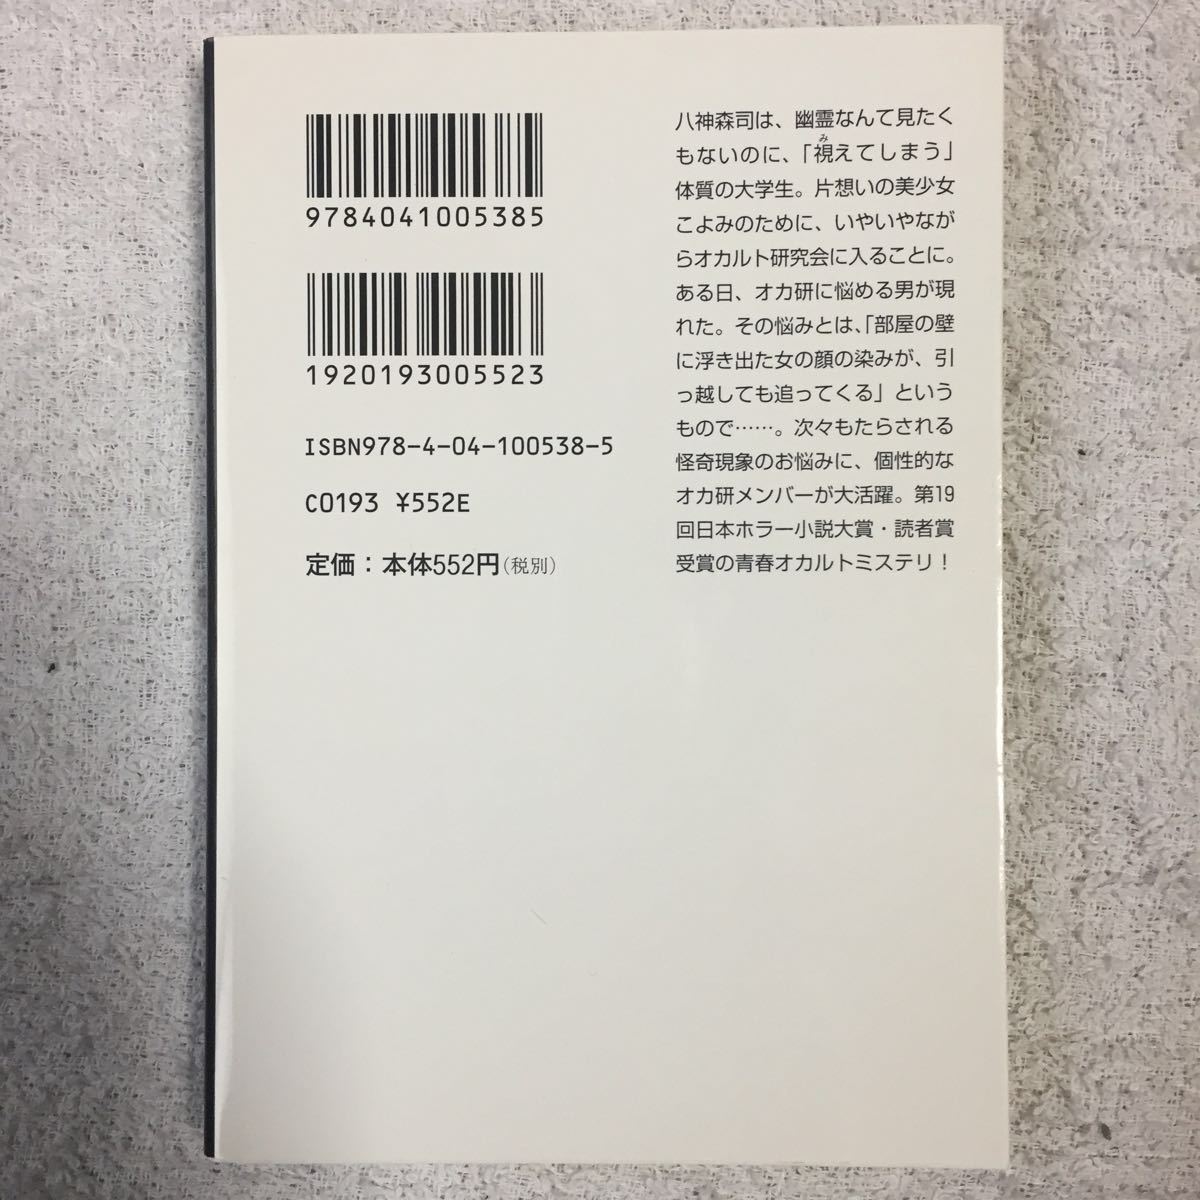 9784041005385
1920193005523
ISBN978-4-04-100538-5
C0193 ¥552E
定価：本体552円（税別）
八神森司は、幽霊なんて見たく
もないのに、「視えてしまう」
み
体質の大学生。片想いの美少女
こよみのために、いやいやなが
らオカルト研究会に入ることに。
ある日、オカ研に悩める男が現
れた。その悩みとは、「部屋の壁
に浮き出た女の顔の染みが、引
っ越しても追ってくる」という
もので……。次々もたらされる
怪奇現象のお悩みに、個性的な
オカ研メンバーが大活躍。第19
回日本ホラー小説大賞・読者賞
受賞の青春オカルトミステリ！